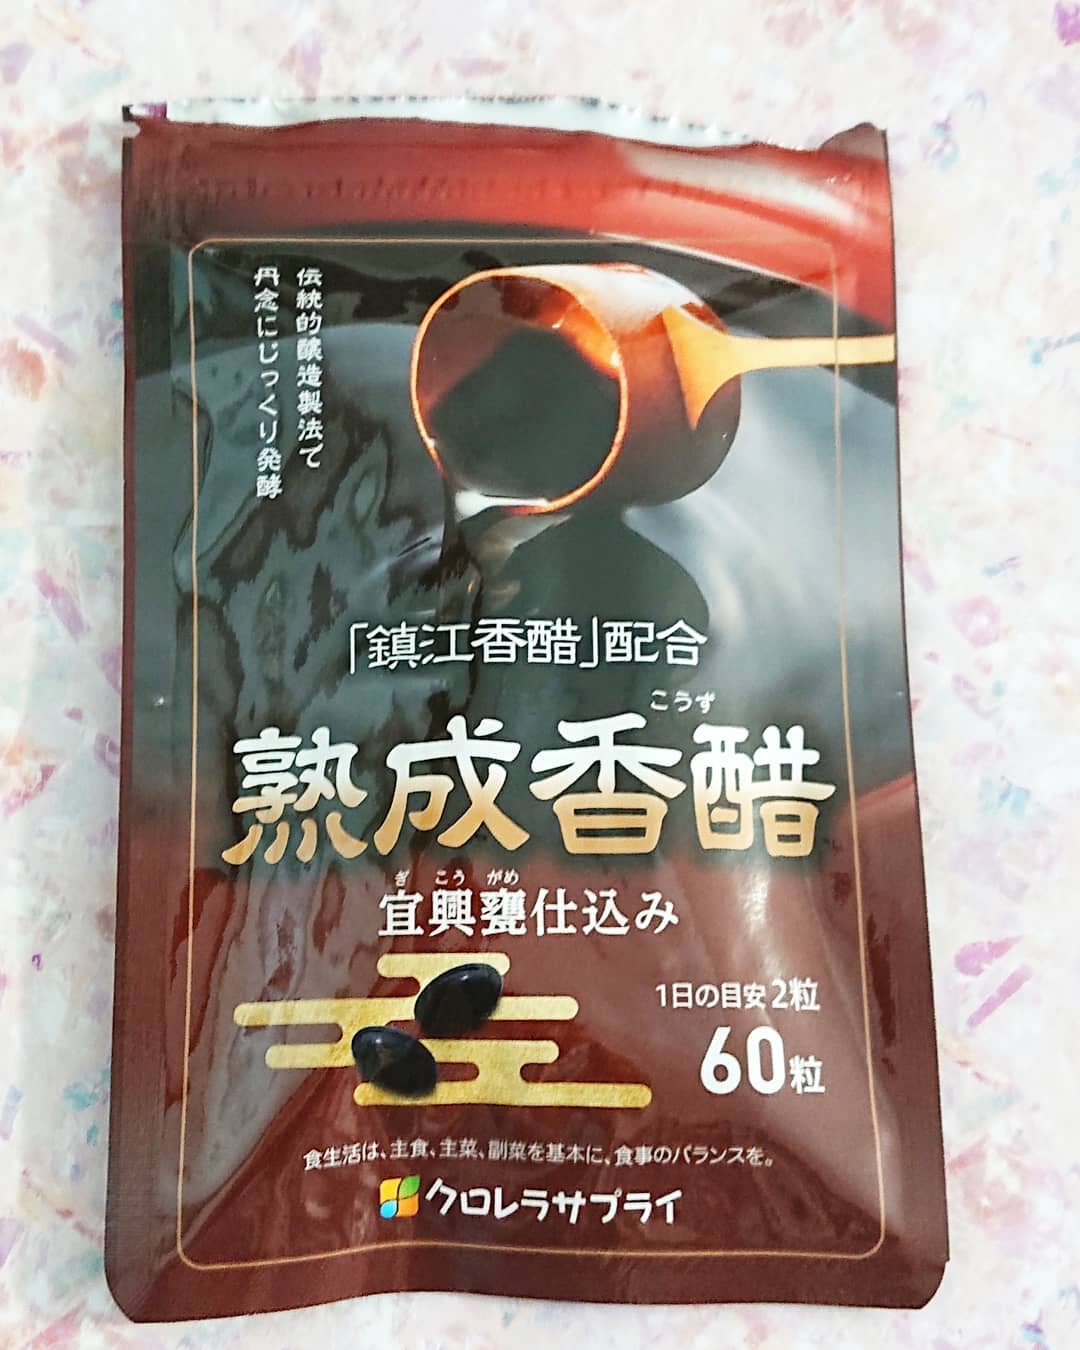 伝統的醸造製法で
丹念にじっくり発酵
「鎮江香醋」配合
こうず
熟成香醋
ぎ こう がめ
宜興甕仕込み
1日の目安2粒
60粒
食生活は、主食、主菜、副菜を基本に、食事のバランスを。
クロレラサプライ